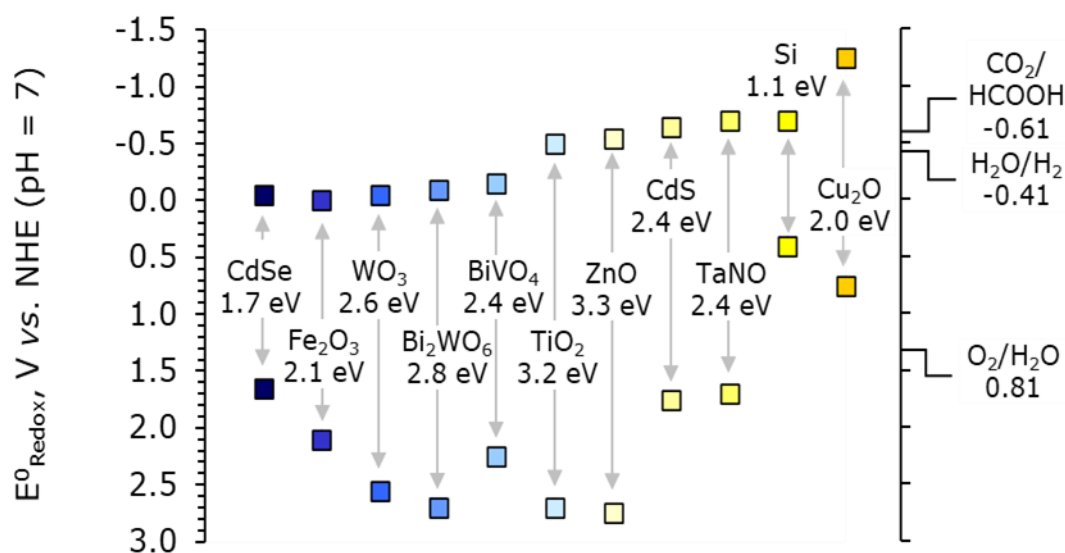 E⁰Redox, V vs. NHE (pH = 7)
-1.5
-1.0
-0.5
0.0
0.5
1.0
1.5
2.0
2.5
3.0
CdSe
1.7 eV
Fe₂O₃
2.1 eV
WO₃
2.6 eV
Bi₂WO₆
2.8 eV
BiVO₄
2.4 eV
TiO₂
3.2 eV
ZnO
3.3 eV
CdS
2.4 eV
TaNO
2.4 eV
Si
1.1 eV
Cu₂O
2.0 eV
CO₂/
HCOOH
-0.61
H₂O/H₂
-0.41
O₂/H₂O
0.81